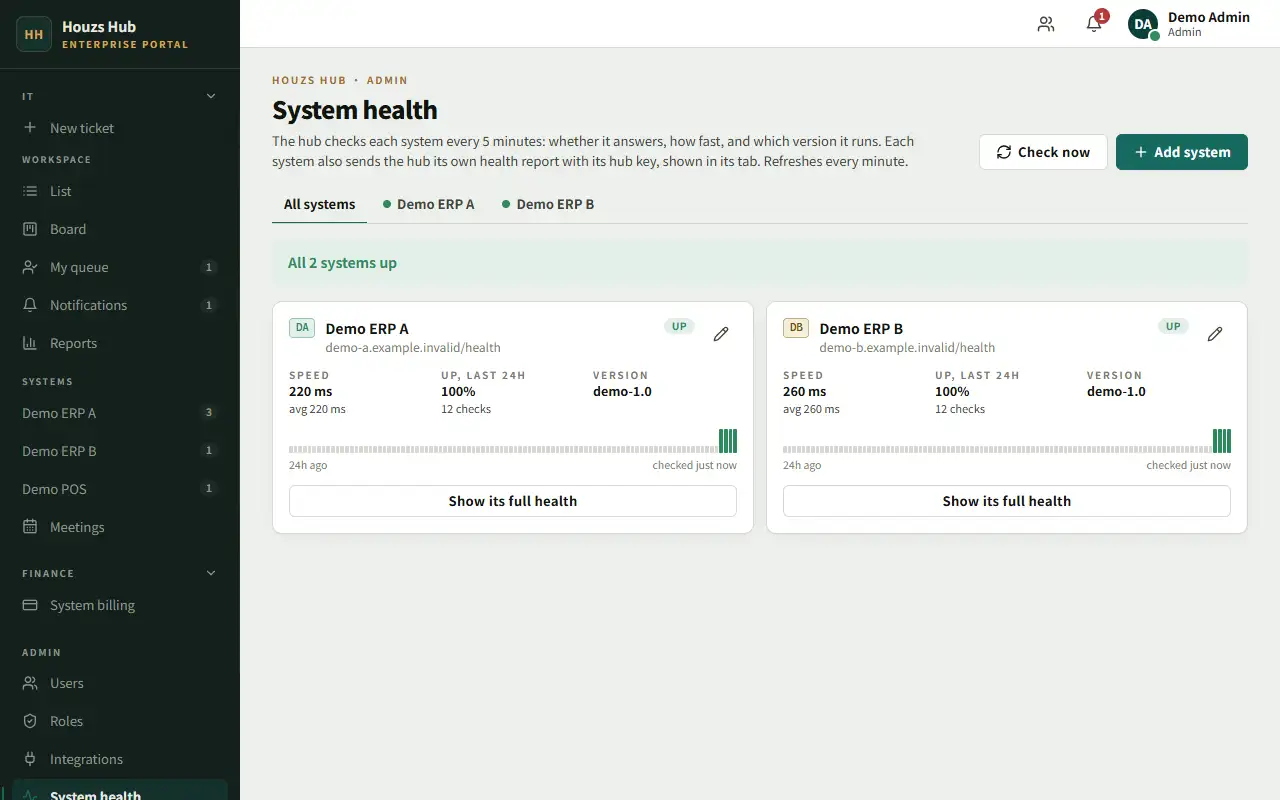 HH
Houzs Hub
ENTERPRISE PORTAL
IT
New ticket
WORKSPACE
List
Board
My queue 1
Notifications 1
Reports
SYSTEMS
Demo ERP A 3
Demo ERP B 1
Demo POS 1
Meetings
FINANCE
System billing
ADMIN
Users
Roles
Integrations
System health
1
DA
Demo Admin
Admin
HOUZS HUB · ADMIN
System health
The hub checks each system every 5 minutes: whether it answers, how fast, and which version it runs. Each
system also sends the hub its own health report with its hub key, shown in its tab. Refreshes every minute.
Check now
Add system
All systems
Demo ERP A
Demo ERP B
All 2 systems up
DA
Demo ERP A
UP
demo-a.example.invalid/health
SPEED
UP, LAST 24H
VERSION
220 ms
100%
demo-1.0
avg 220 ms
12 checks
24h ago
checked just now
Show its full health
DB
Demo ERP B
UP
demo-b.example.invalid/health
SPEED
UP, LAST 24H
VERSION
260 ms
100%
demo-1.0
avg 260 ms
12 checks
24h ago
checked just now
Show its full health